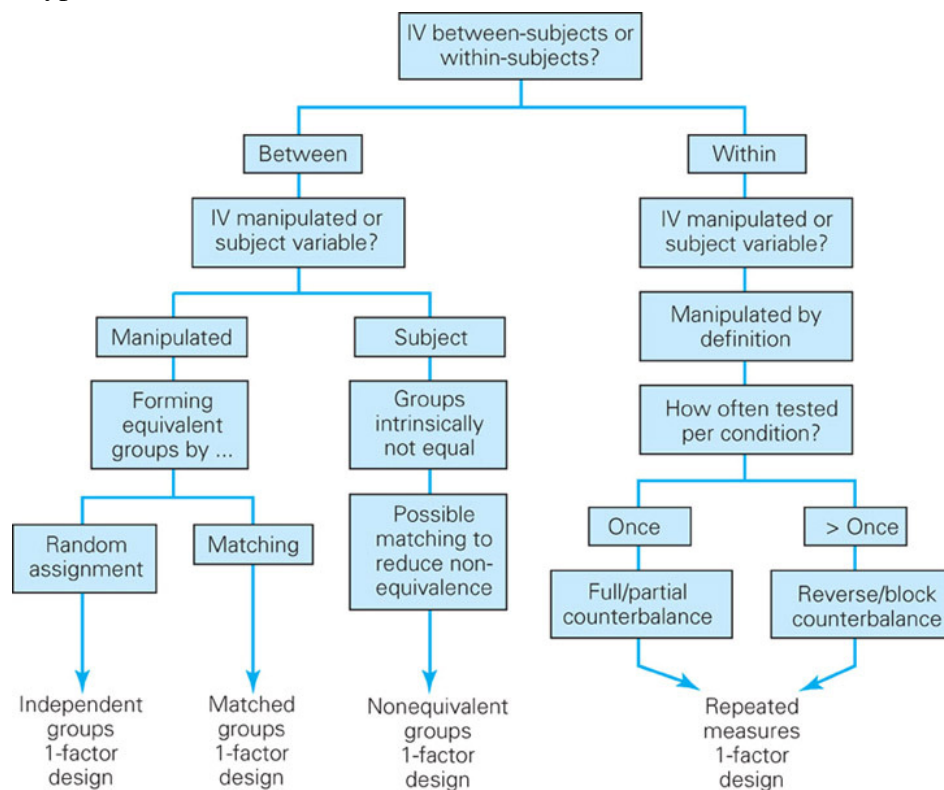 IV between-subjects or
within-subjects?
Between
Within
IV manipulated or
subject variable?
IV manipulated or
subject variable?
Manipulated
Subject
Manipulated by
definition
Forming
equivalent
groups by ...
Groups
intrinsically
not equal
How often tested
per condition?
Random
assignment
Matching
Possible
matching to
reduce non-
equivalence
Once
> Once
Full/partial
counterbalance
Reverse/block
counterbalance
Independent
groups
1-factor
design
Matched
groups
1-factor
design
Nonequivalent
groups
1-factor
design
Repeated
measures
1-factor
design